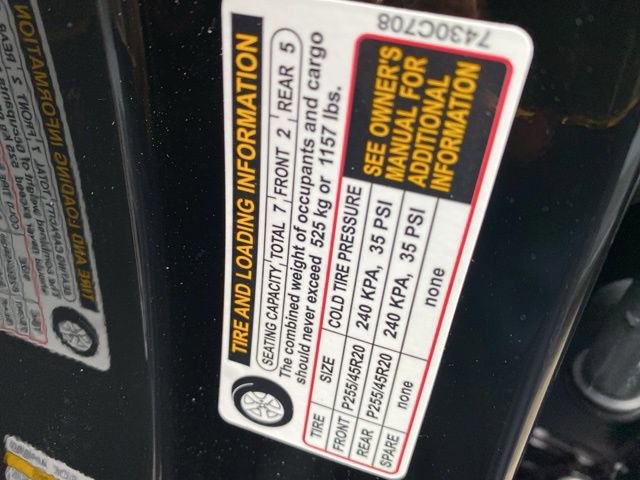 7430C708
TIRE AND LOADING INFORMATION
SEATING CAPACITY TOTAL 7 FRONT 2 REAR 5
The combined weight of occupants and cargo
should never exceed 525 kg or 1157 lbs.
TIRE SIZE COLD TIRE PRESSURE
FRONT P255/45R20 240 KPA, 35 PSI
REAR P255/45R20 240 KPA, 35 PSI
SPARE none none
SEE OWNER'S
MANUAL FOR
ADDITIONAL
INFORMATION